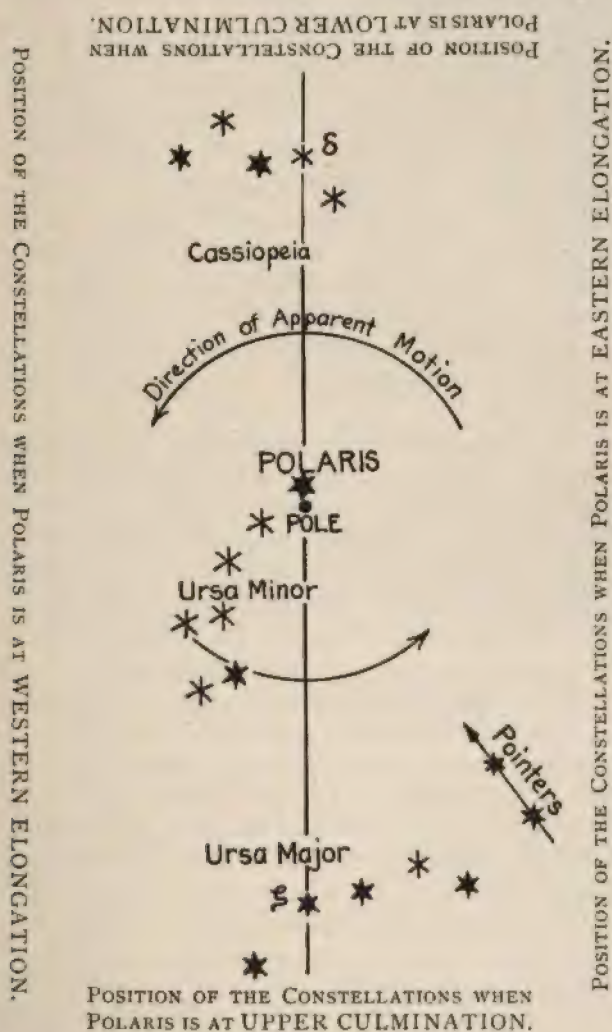 POSITION OF THE CONSTELLATIONS WHEN
POLARIS IS AT LOWER CULMINATION.
POSITION OF THE CONSTELLATIONS WHEN POLARIS IS AT WESTERN ELONGATION.
POSITION OF THE CONSTELLATIONS WHEN POLARIS IS AT EASTERN ELONGATION.
δ
Cassiopeia
Direction of Apparent Motion
POLARIS
POLE
Ursa Minor
Pointers
Ursa Major
ξ
POSITION OF THE CONSTELLATIONS WHEN
POLARIS IS AT UPPER CULMINATION.